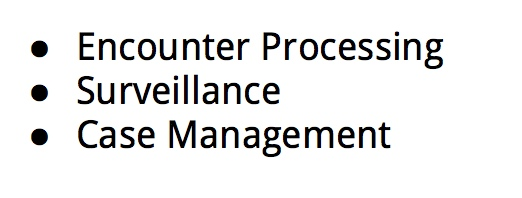 ● Encounter Processing
● Surveillance
● Case Management